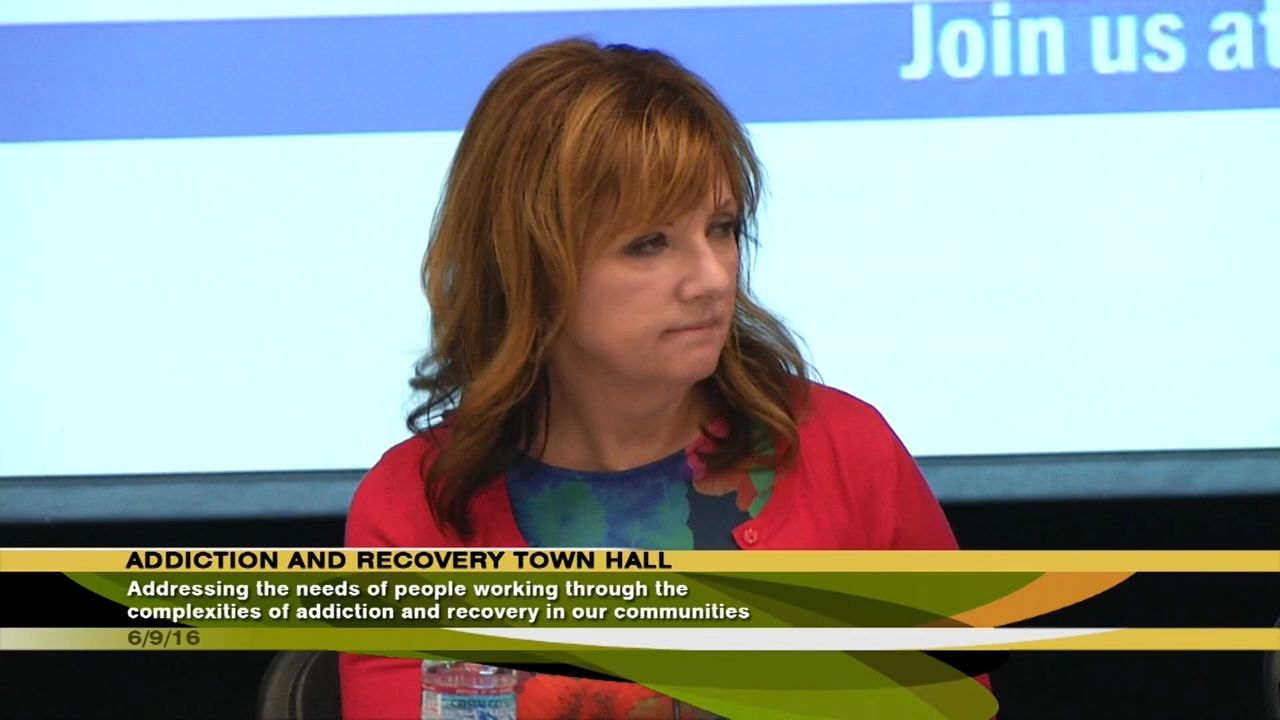 Join us at
ADDICTION AND RECOVERY TOWN HALL
Addressing the needs of people working through the
complexities of addiction and recovery in our communities
6/9/16